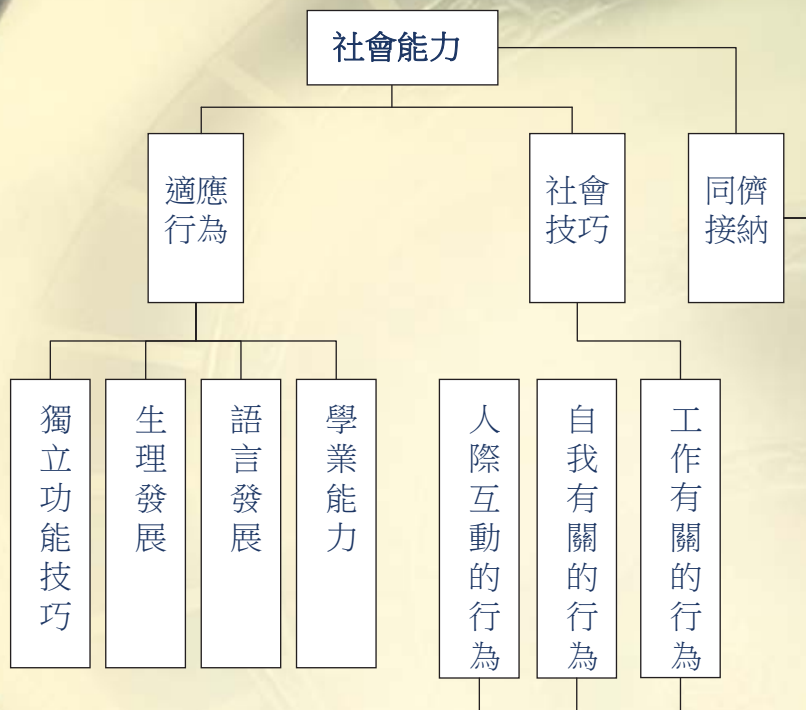 社會能力
適應
行為
社會
技巧
同儕
接納
獨立功能技巧
生理發展
語言發展
學業能力
人際互動的行為
自我有關的行為
工作有關的行為